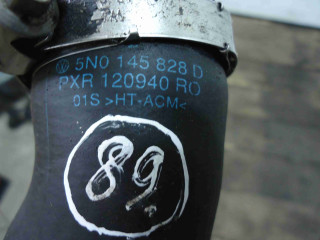 5N0 145 828 D
PXR 120940 RO
01S >HT-ACM<
89.